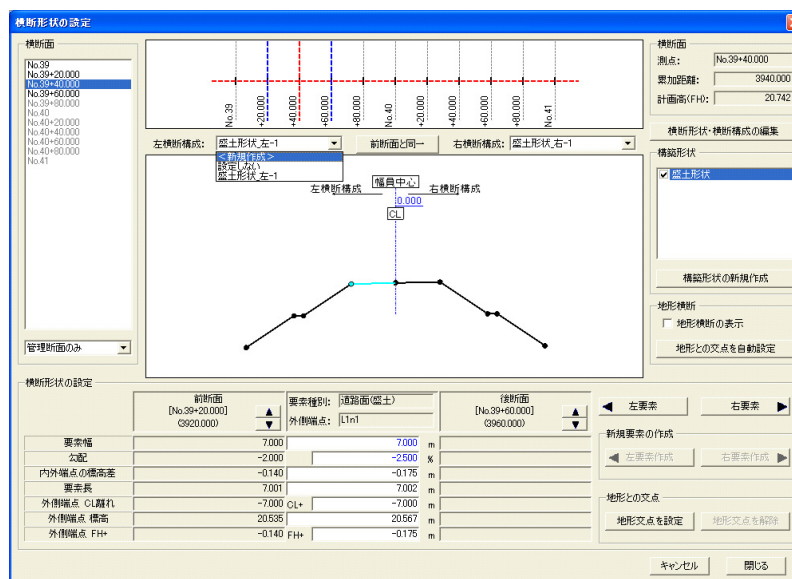 横断形状の設定
横断面
No.39
No.39+20.000
No.39+40.000
No.39+60.000
No.39+80.000
No.40
No.40+20.000
No.40+40.000
No.40+60.000
No.40+80.000
No.41
管理断面のみ
No.39
+20.000
+40.000
+60.000
+80.000
No.40
+20.000
+40.000
+60.000
+80.000
No.41
左横断構成: 盛土形状_左-1
前断面と同一
右横断構成: 盛土形状_右-1
<新規作成>
設定しない
盛土形状_左-1
幅員中心
左横断構成
右横断構成
0.000
CL
横断面
測点: No.39+40.000
累加距離: 3940.000
計画高(FH): 20.742
横断形状・横断構成の編集
構築形状
盛土形状
構築形状の新規作成
地形横断
地形横断の表示
地形との交点を自動設定
横断形状の設定
前断面
[No.39+20.000]
(3920.000)
要素種別: 道路面(盛土)
外側端点: L1n1
後断面
[No.39+60.000]
(3960.000)
要素幅 7.000 7.000 m
勾配 -2.000 -2.500 %
内外端点の標高差 -0.140 -0.175 m
要素長 7.001 7.002 m
外側端点 CL離れ -7.000 CL+ -7.000 m
外側端点 標高 20.535 20.567 m
外側端点 FH+ -0.140 FH+ -0.175 m
左要素
右要素
新規要素の作成
左要素作成
右要素作成
地形との交点
地形交点を設定
地形交点を解除
キャンセル
閉じる